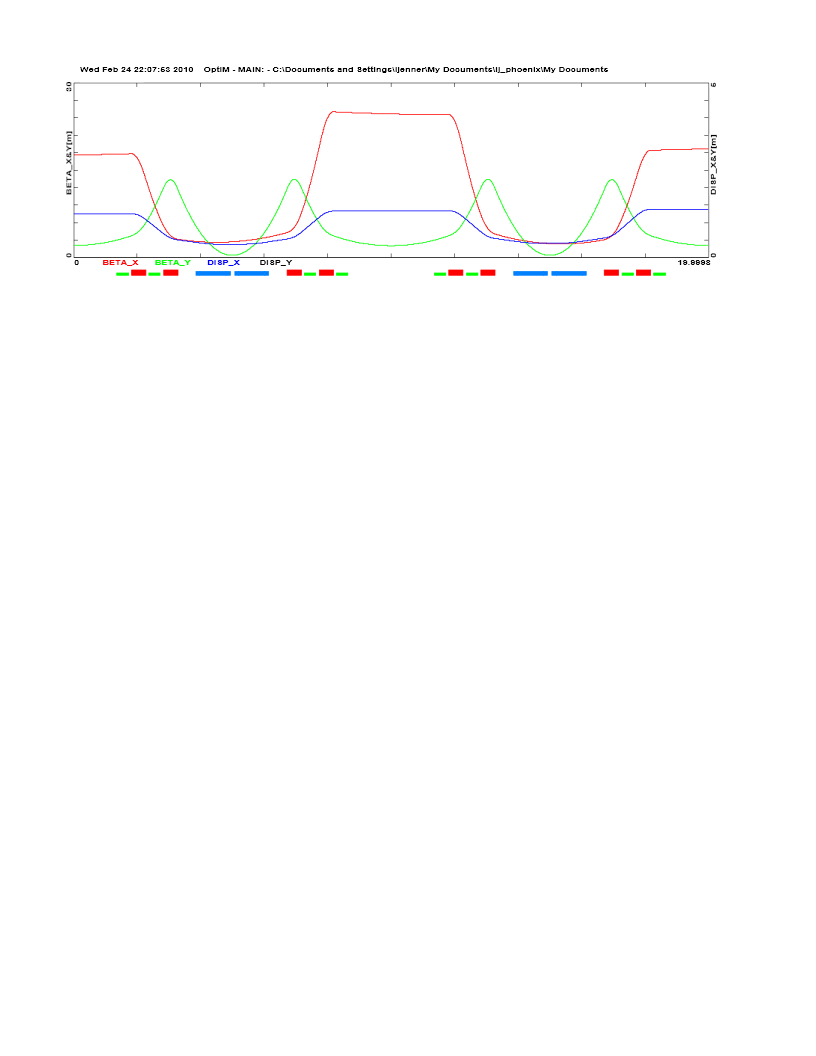 Wed Feb 24 22:07:53 2010 OptiM - MAIN: - C:\Documents and Settings\ljenner\My Documents\lj_phoenix\My Documents
30
5
BETA_X&Y[m]
DISP_X&Y[m]
0
0
0 BETA_X BETA_Y DISP_X DISP_Y 19.9998